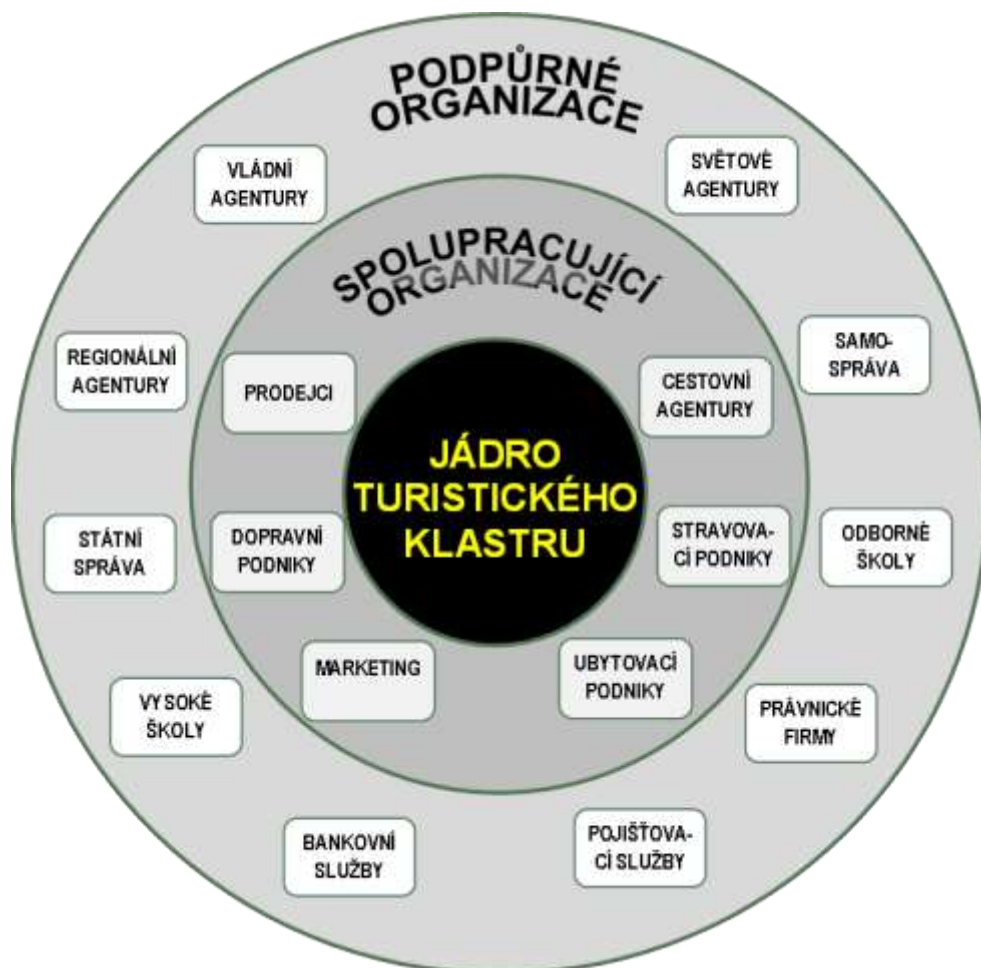 PODPŮRNÉ
ORGANIZACE
VLÁDNÍ
AGENTURY
SVĚTOVÉ
AGENTURY
SPOLUPRACUJÍCÍ
ORGANIZACE
REGIONÁLNÍ
AGENTURY
PRODEJCI
CESTOVNÍ
AGENTURY
SAMO-
SPRÁVA
JÁDRO
TURISTICKÉHO
KLASTRU
STÁTNÍ
SPRÁVA
DOPRAVNÍ
PODNIKY
STRAVOVA-
CÍ PODNIKY
ODBORNÉ
ŠKOLY
MARKETING
UBYTOVACÍ
PODNIKY
VYSOKÉ
ŠKOLY
PRÁVNICKÉ
FIRMY
BANKOVNÍ
SLUŽBY
POJIŠŤOVA-
CÍ SLUŽBY